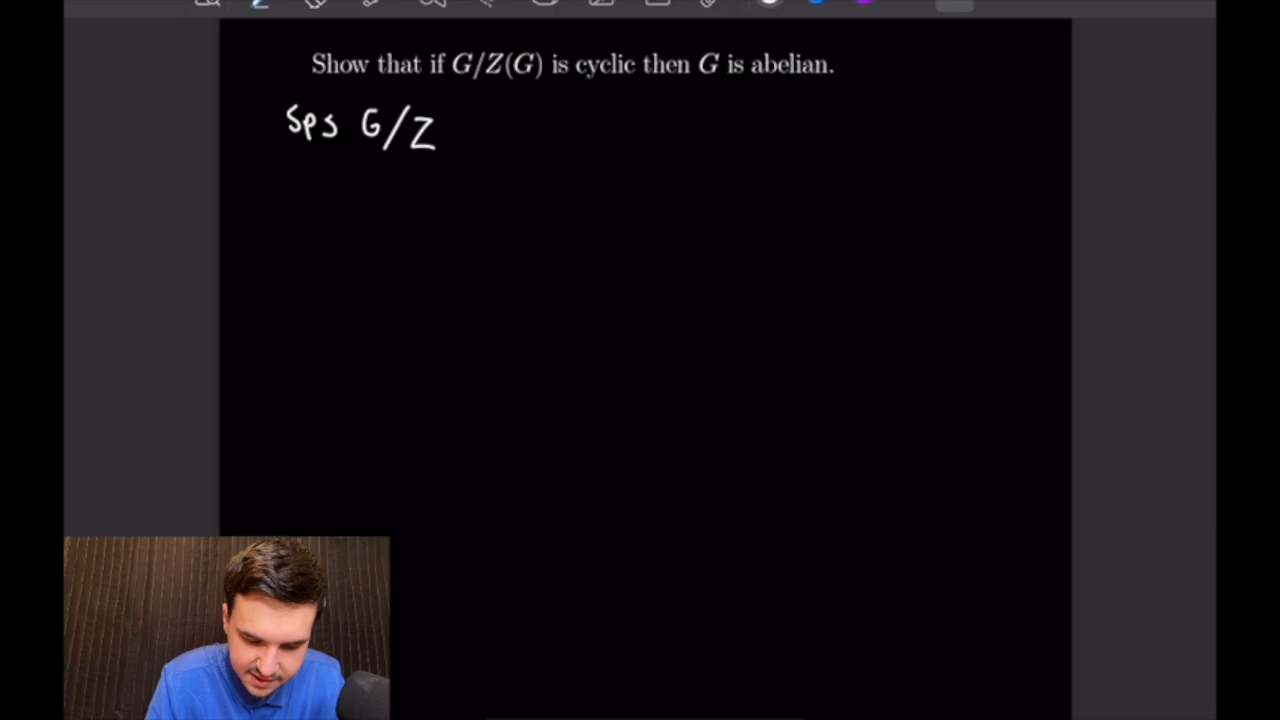 Show that if G/Z(G) is cyclic then G is abelian.
Sps G/Z